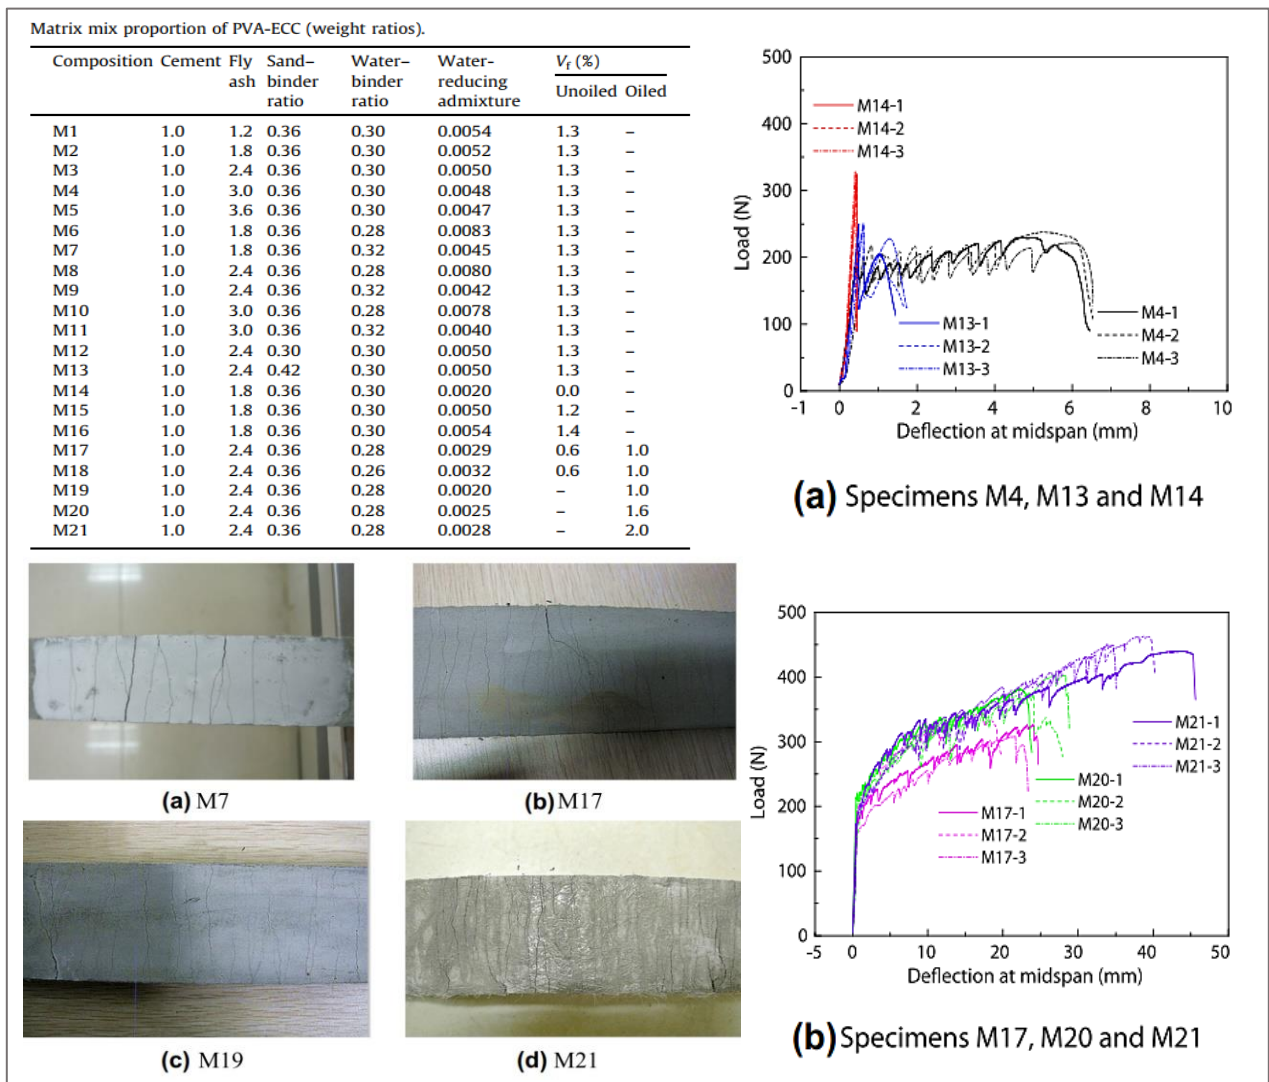 Matrix mix proportion of PVA-ECC (weight ratios).
Composition Cement Fly Sand– Water– Water- Vf (%)
ash binder binder reducing Unoiled Oiled
ratio ratio admixture
M1 1.0 1.2 0.36 0.30 0.0054 1.3 –
M2 1.0 1.8 0.36 0.30 0.0052 1.3 –
M3 1.0 2.4 0.36 0.30 0.0050 1.3 –
M4 1.0 3.0 0.36 0.30 0.0048 1.3 –
M5 1.0 3.6 0.36 0.30 0.0047 1.3 –
M6 1.0 1.8 0.36 0.28 0.0083 1.3 –
M7 1.0 1.8 0.36 0.32 0.0045 1.3 –
M8 1.0 2.4 0.36 0.28 0.0080 1.3 –
M9 1.0 2.4 0.36 0.32 0.0042 1.3 –
M10 1.0 3.0 0.36 0.28 0.0078 1.3 –
M11 1.0 3.0 0.36 0.32 0.0040 1.3 –
M12 1.0 2.4 0.30 0.30 0.0050 1.3 –
M13 1.0 2.4 0.42 0.30 0.0050 1.3 –
M14 1.0 1.8 0.36 0.30 0.0020 0.0 –
M15 1.0 1.8 0.36 0.30 0.0050 1.2 –
M16 1.0 1.8 0.36 0.30 0.0054 1.4 –
M17 1.0 2.4 0.36 0.28 0.0029 0.6 1.0
M18 1.0 2.4 0.36 0.26 0.0032 0.6 1.0
M19 1.0 2.4 0.36 0.28 0.0020 – 1.0
M20 1.0 2.4 0.36 0.28 0.0025 – 1.6
M21 1.0 2.4 0.36 0.28 0.0028 – 2.0
(a) M7
(b) M17
(c) M19
(d) M21
500
400
300
200
100
0
Load (N)
M14-1
M14-2
M14-3
M13-1
M13-2
M13-3
M4-1
M4-2
M4-3
-1 0 2 4 6 8 10
Deflection at midspan (mm)
(a) Specimens M4, M13 and M14
500
400
300
200
100
0
Load (N)
M21-1
M21-2
M21-3
M20-1
M20-2
M20-3
M17-1
M17-2
M17-3
-5 0 10 20 30 40 50
Deflection at midspan (mm)
(b) Specimens M17, M20 and M21